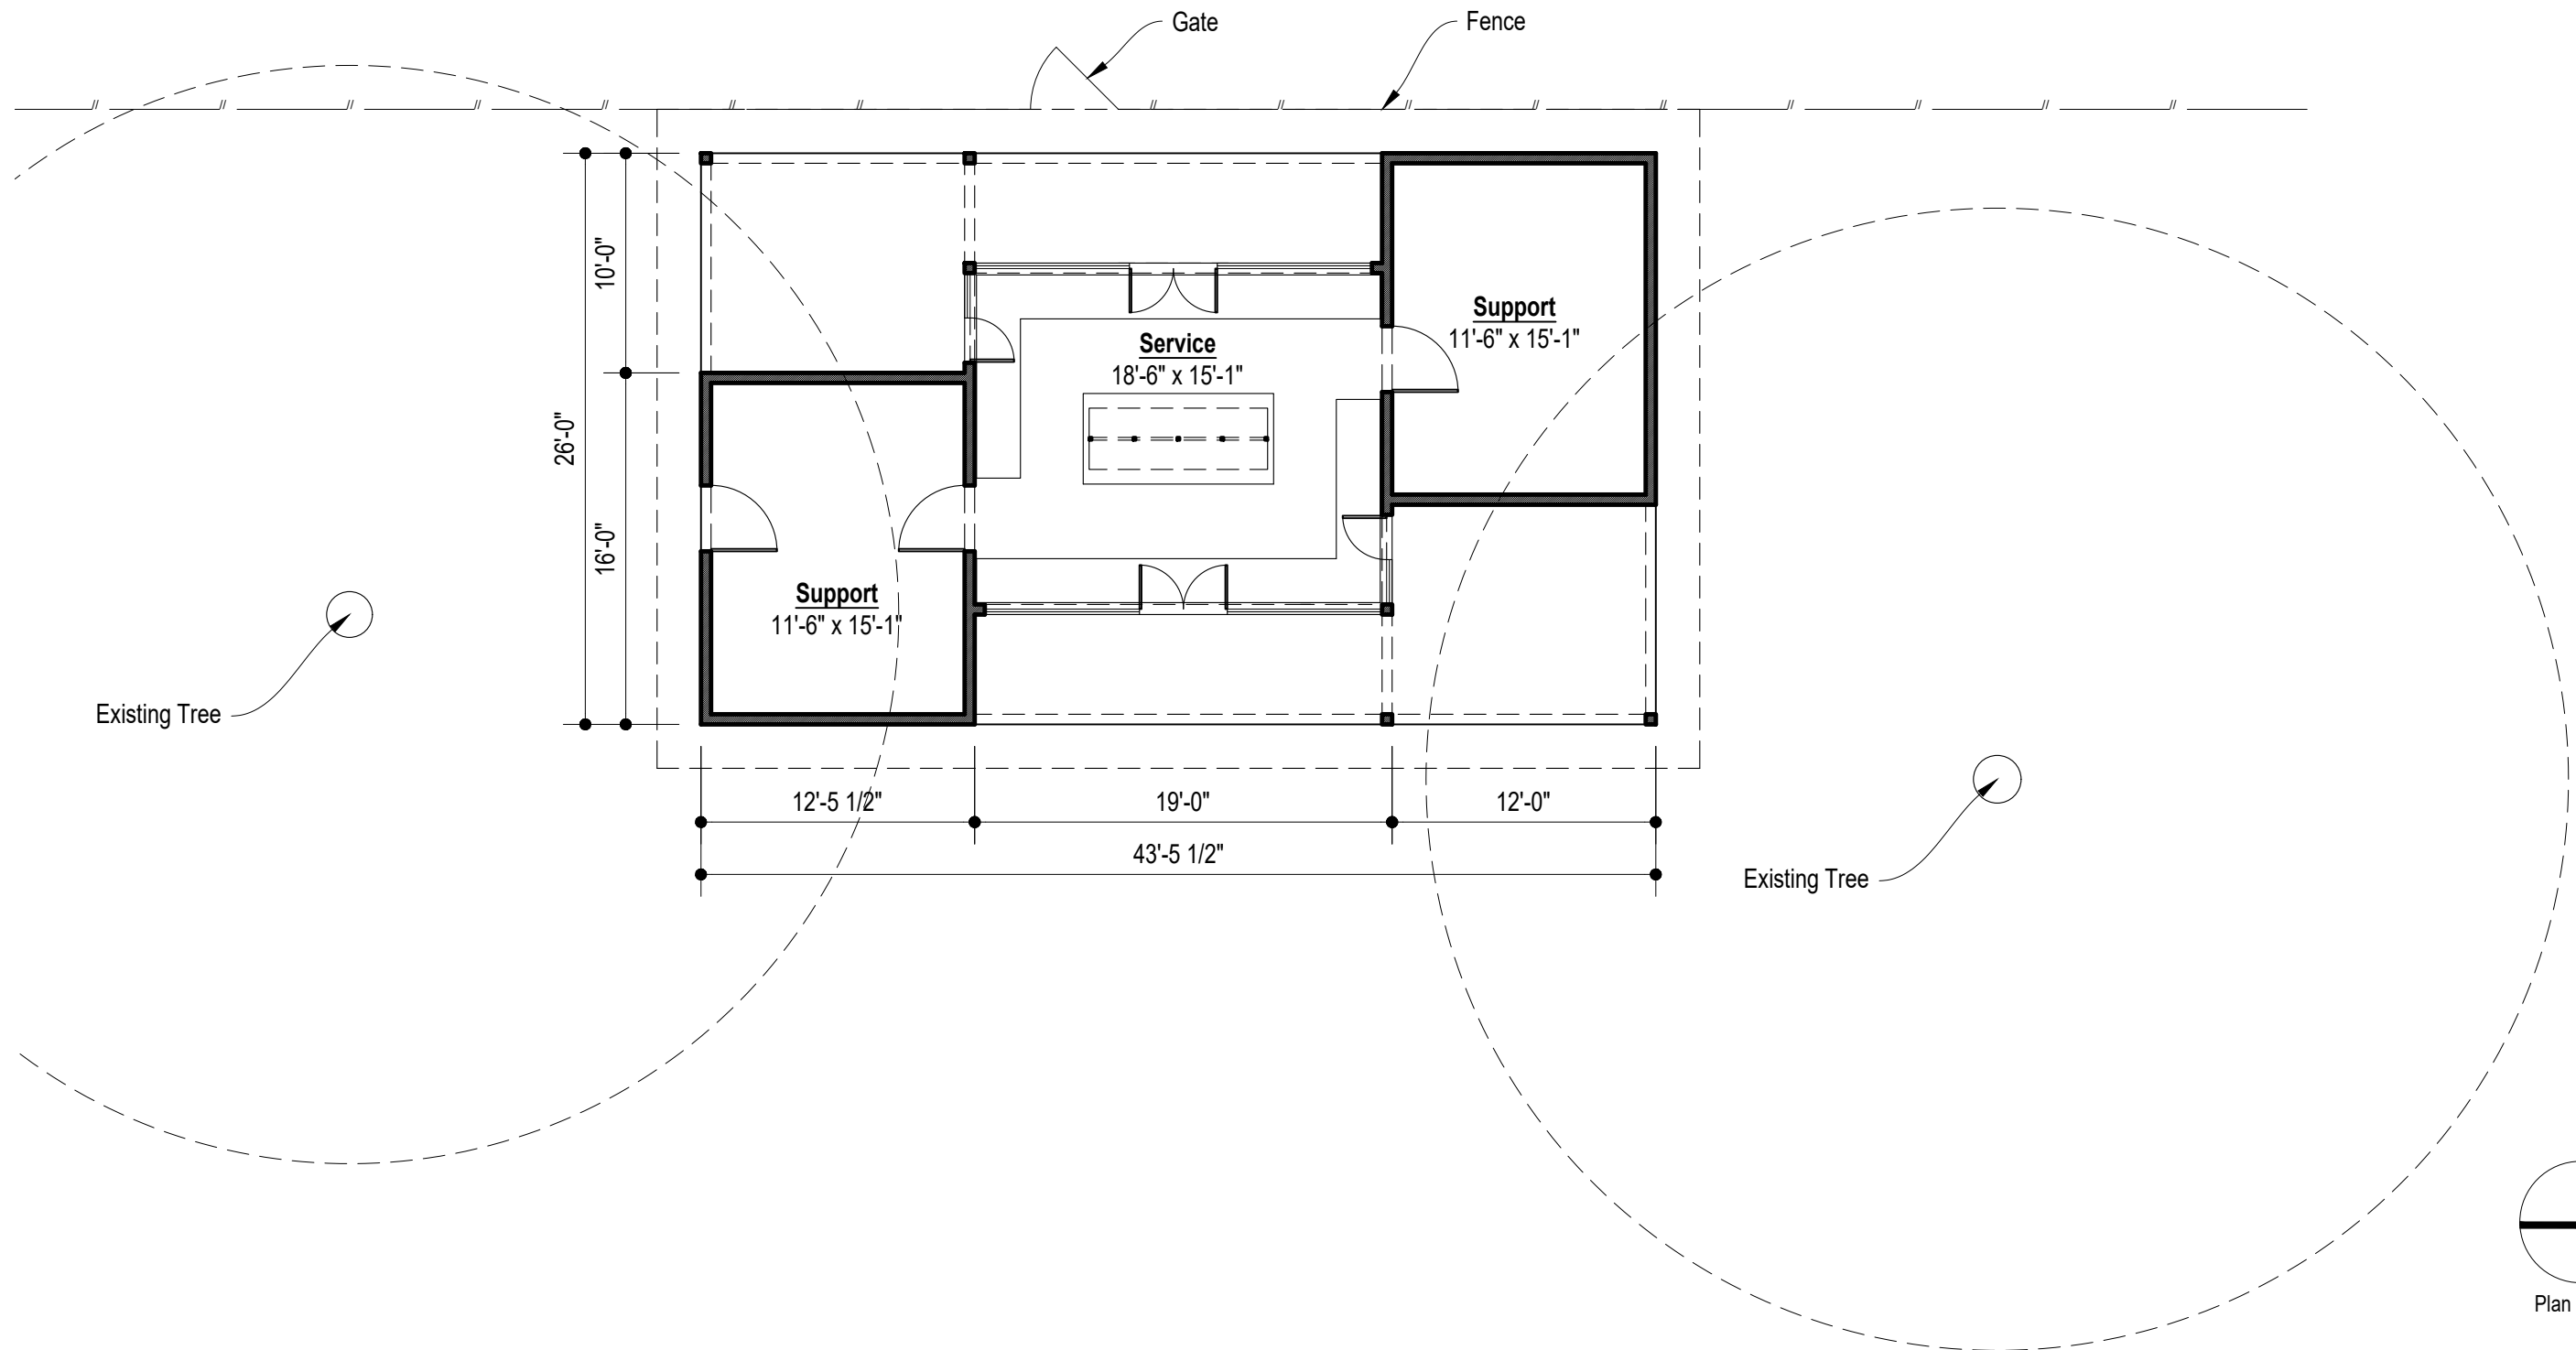 Gate
Fence
10'-0"
26'-0"
16'-0"
Support
11'-6" x 15'-1"
Service
18'-6" x 15'-1"
Support
11'-6" x 15'-1"
Existing Tree
12'-5 1/2"
19'-0"
12'-0"
43'-5 1/2"
Existing Tree
Plan